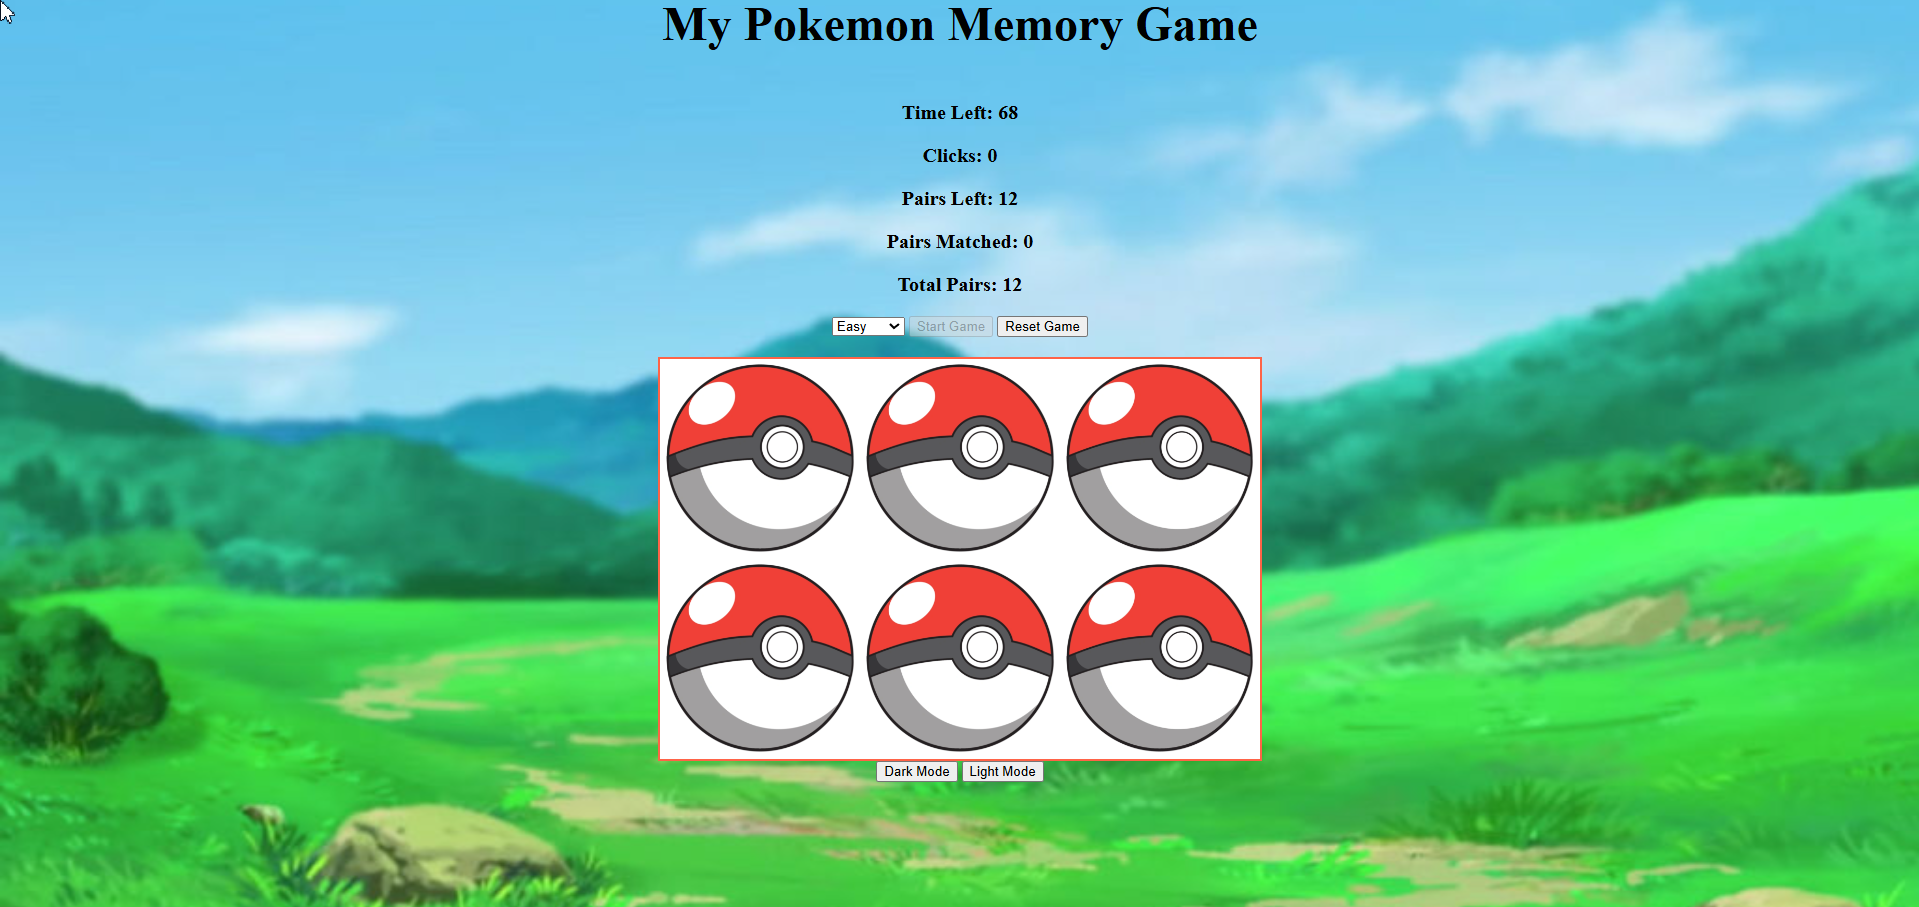 My Pokemon Memory Game
Time Left: 68
Clicks: 0
Pairs Left: 12
Pairs Matched: 0
Total Pairs: 12
Easy Start Game Reset Game
Dark Mode Light Mode